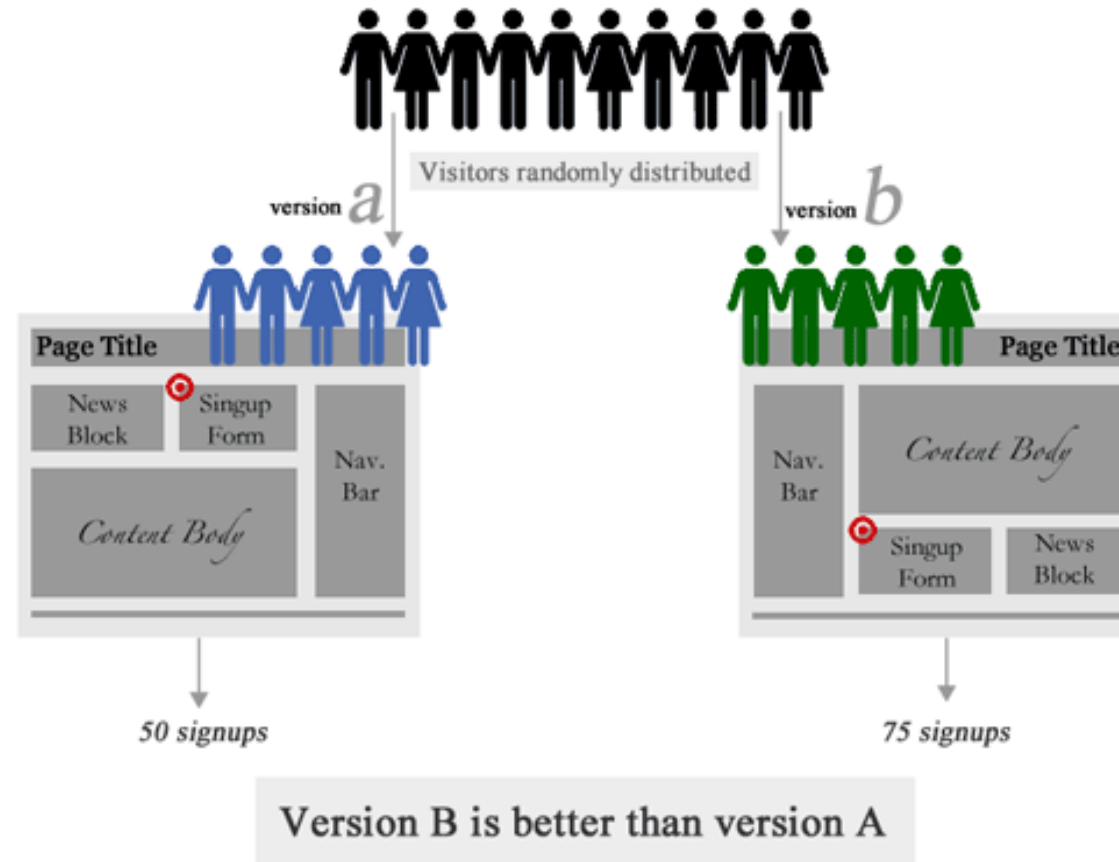 Visitors randomly distributed
version a
version b
Page Title
News
Block
Singup
Form
Nav.
Bar
Content Body
Page Title
Nav.
Bar
Content Body
Singup
Form
News
Block
50 signups
75 signups
Version B is better than version A